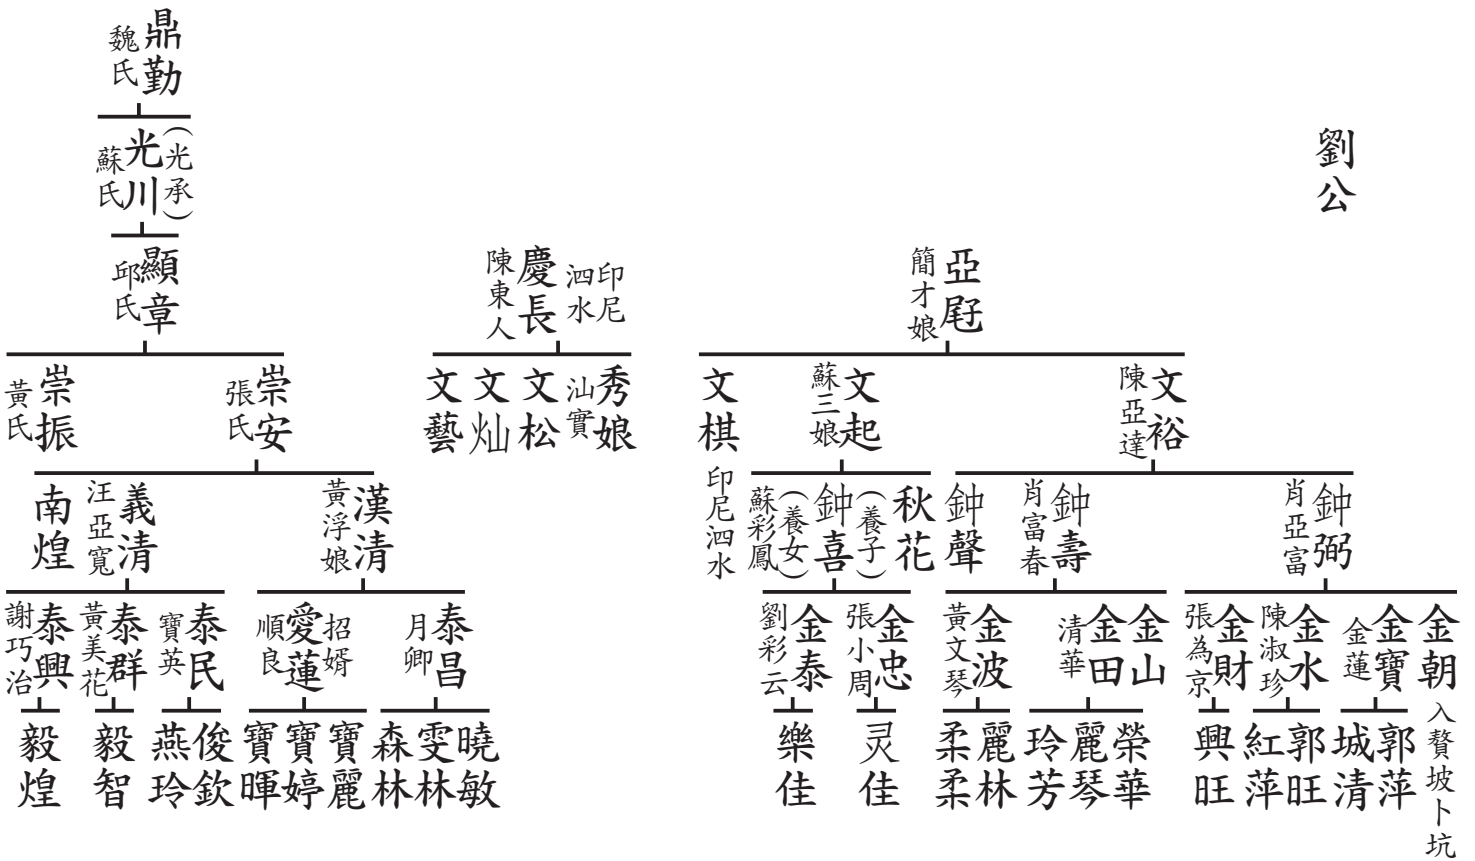 劉公
亞䭾
簡才娘
文裕
陳亞達
文起
蘇三娘
文棋
印尼泗水
鈡弼
肖亞富
鈡壽
肖富春
鈡聲
秋花
(養子)
鈡喜
(養女)
蘇彩鳳
金朝
入贅坡卜坑
金寶
金蓮
金水
陳淑珍
金財
張為京
金山
金田
清華
金波
黃文琴
金忠
張小周
金泰
劉彩云
郭萍
城清
郭旺
紅萍
興旺
榮華
麗琴
玲芳
麗林
柔柔
灵佳
樂佳
印尼
泗水
慶長
陳東人
秀娘
汕實
文松
文灿
文藝
鼎勤
魏氏
(光承)
光川
蘇氏
顯章
邱氏
崇安
張氏
崇振
黃氏
漢清
黃浮娘
義清
汪亞寬
南煌
泰昌
月卿
招婿
愛蓮
順良
泰民
寶英
泰群
黃美花
泰興
謝巧治
曉敏
雯林
森林
寶麗
寶婷
寶暉
俊欽
燕玲
毅智
毅煌